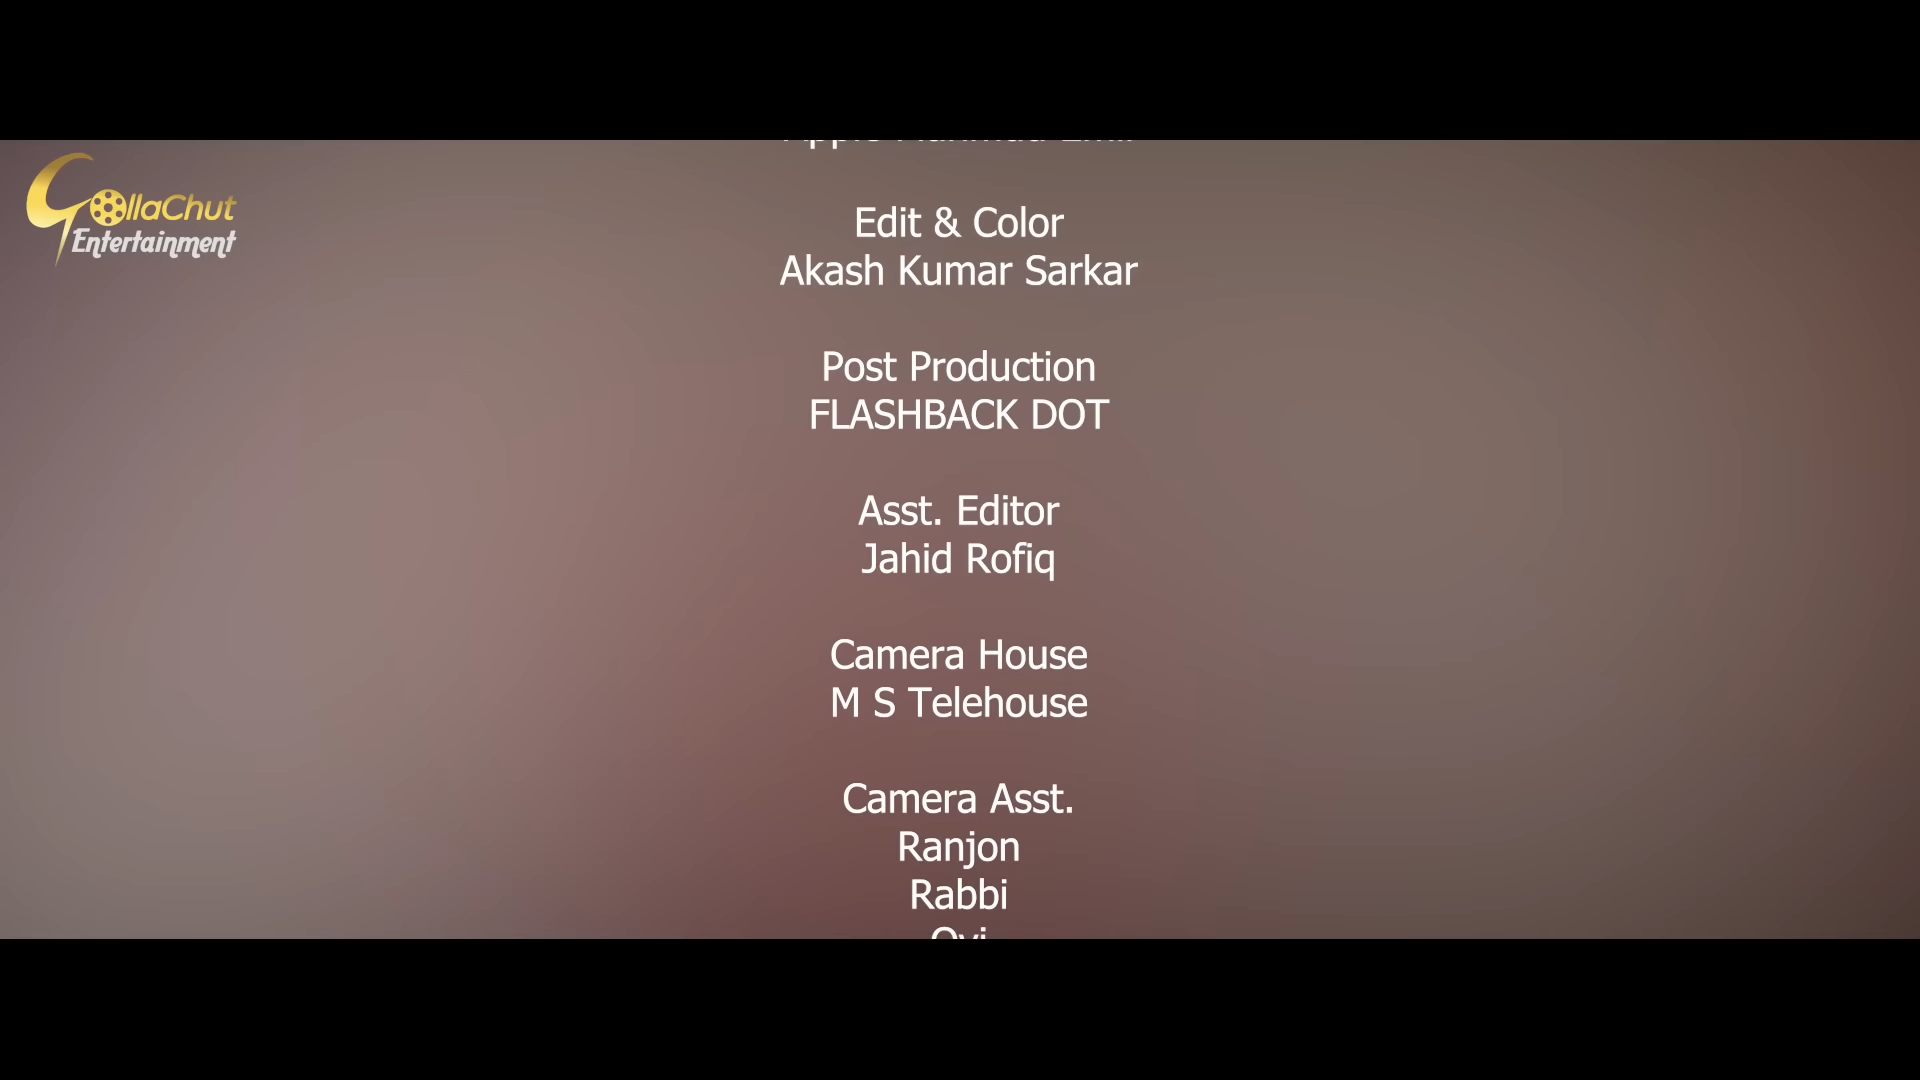 GollaChut
Entertainment
Edit & Color
Akash Kumar Sarkar
Post Production
FLASHBACK DOT
Asst. Editor
Jahid Rofiq
Camera House
M S Telehouse
Camera Asst.
Ranjon
Rabbi